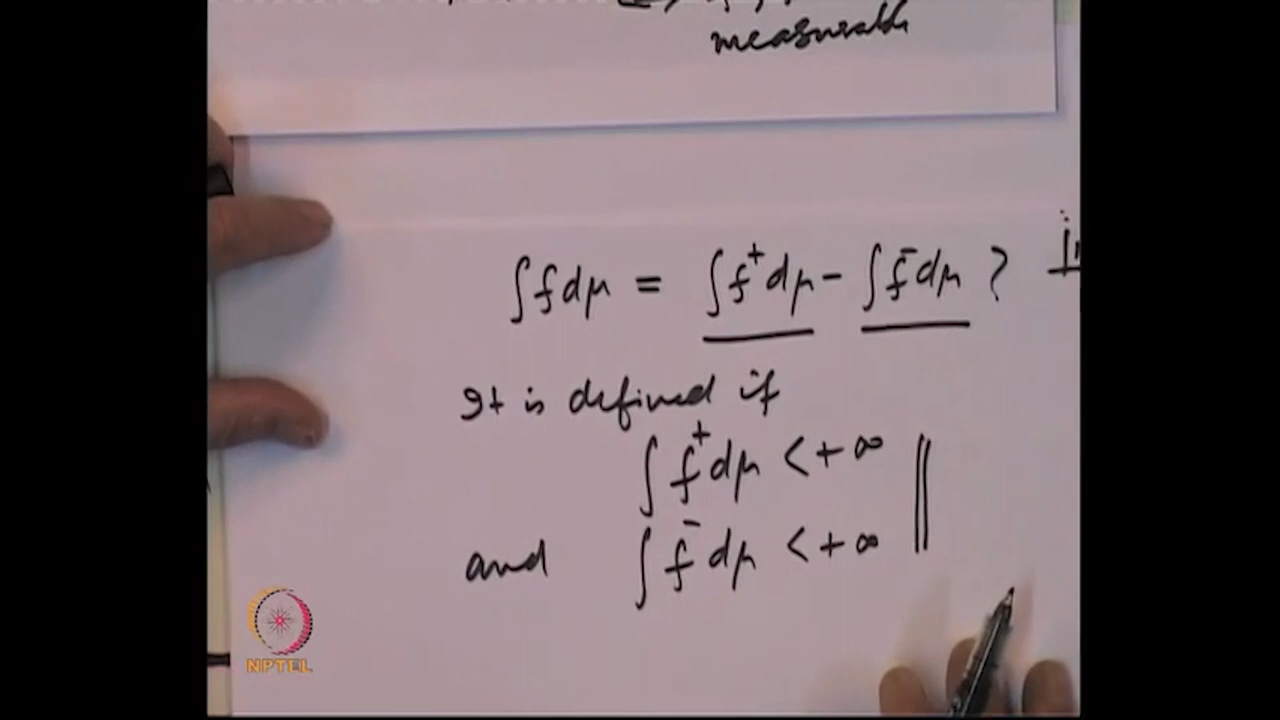 measurable
∫f dμ = ∫f⁺dμ - ∫f⁻dμ ?
It is defined if
∫f⁺dμ < +∞
and ∫f⁻dμ < +∞
NPTEL